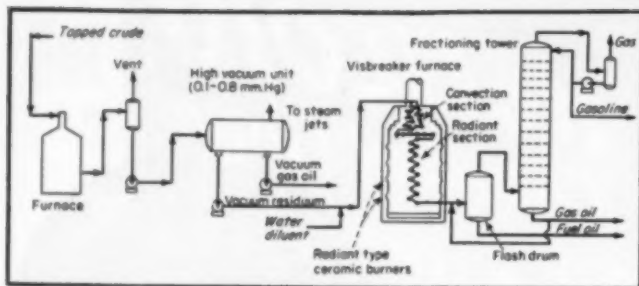 Topped crude
Vent
High vacuum unit
(0.1-0.8 mm.Hg)
To steam
jets
Vacuum
gas oil
Vacuum residuum
Water
diluent
Furnace
Visbreaker
furnace
Convection
section
Radiant
section
Radiant type
ceramic burners
Fractioning tower
Gas
Gasoline
Gas oil
Fuel oil
Flash drum